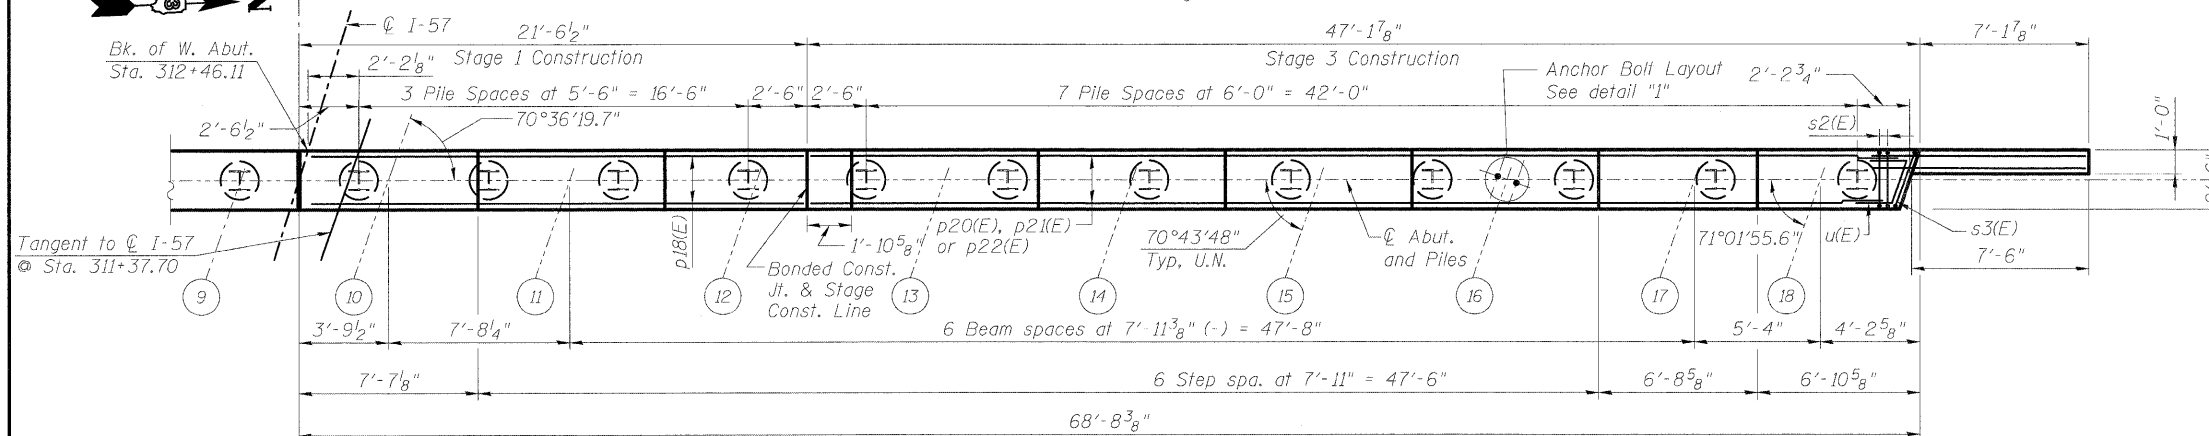 ℄ I-57
21'-6½"
47'-1⅞"
7'-1⅞"
Bk. of W. Abut.
Sta. 312+46.11
Stage 1 Construction
Stage 3 Construction
2'-2⅛"
Anchor Bolt Layout
See detail "1"
2'-2¾"
3 Pile Spaces at 5'-6" = 16'-6"
2'-6"
2'-6"
7 Pile Spaces at 6'-0" = 42'-0"
2'-6½"
70°36'19.7"
s2(E)
1'-0"
Tangent to ℄ I-57
@ Sta. 311+37.70
p18(E)
1'-10⅝"
p20(E), p21(E)
or p22(E)
Bonded Const.
Jt. & Stage
Const. Line
70°43'48"
Typ, U.N.
℄ Abut.
and Piles
71°01'55.6"
u(E)
s3(E)
7'-6"
9
10
11
12
13
14
15
16
17
18
3'-9½"
7'-8¼"
6 Beam spaces at 7'-11⅜" (-) = 47'-8"
5'-4"
4'-2⅝"
7'-7⅛"
6 Step spa. at 7'-11" = 47'-6"
6'-8⅝"
6'-10⅝"
68'-8⅜"